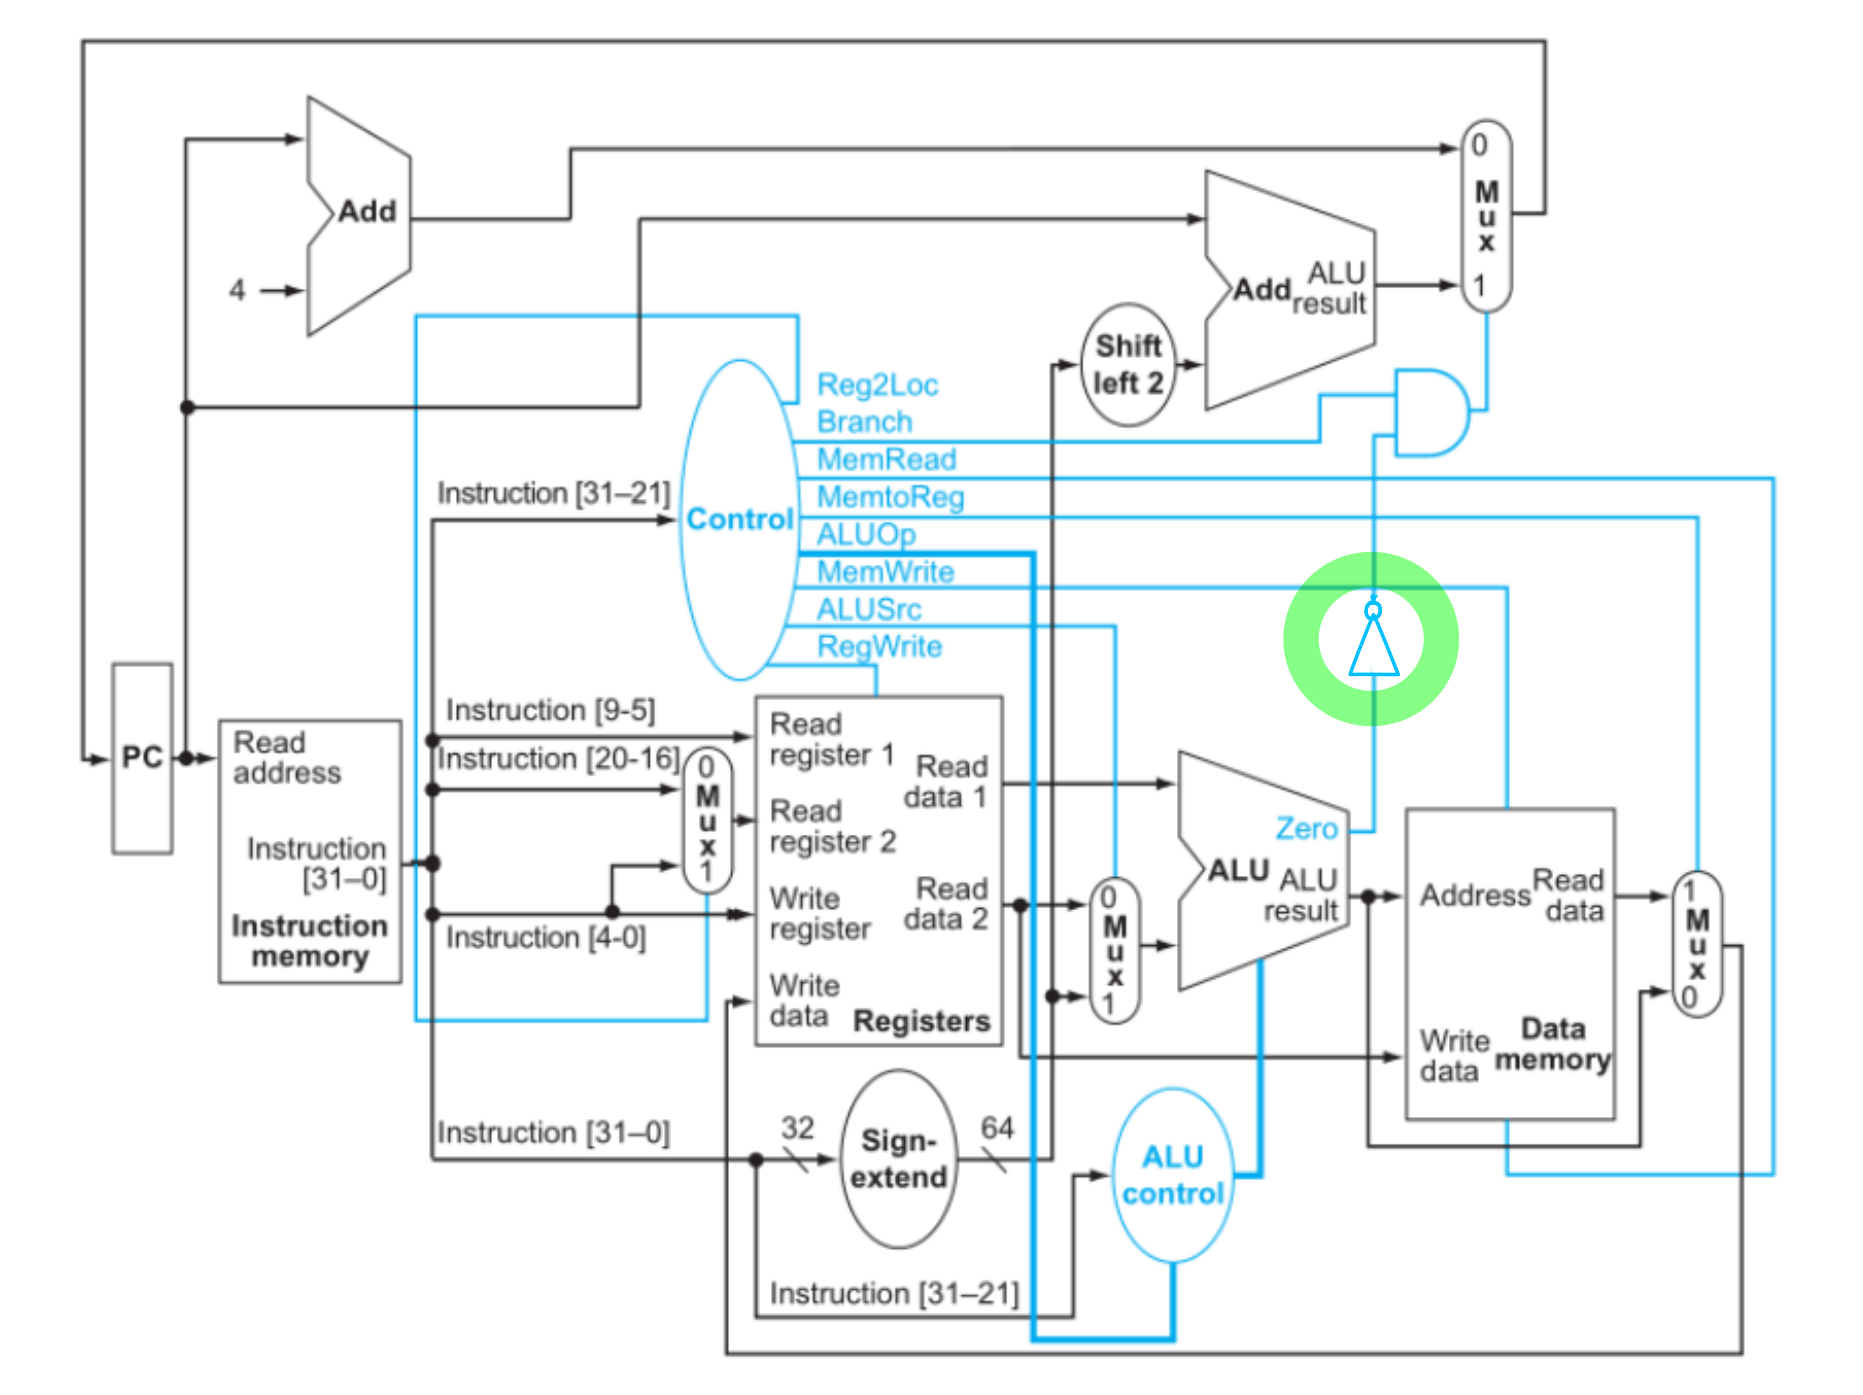 0
M
u
x
1
Add
4
Add
ALU
result
Shift
left 2
Reg2Loc
Branch
MemRead
MemtoReg
ALUOp
MemWrite
ALUSrc
RegWrite
Control
Instruction [31–21]
PC
Read
address
Instruction
[31–0]
Instruction
memory
Instruction [9-5]
Instruction [20-16]
Instruction [4-0]
0
M
u
x
1
Read
register 1
Read
register 2
Write
register
Write
data
Read
data 1
Read
data 2
Registers
0
M
u
x
1
Zero
ALU
ALU
result
Address
Read
data
Write
data
Data
memory
1
M
u
x
0
Instruction [31–0]
32
Sign-
extend
64
ALU
control
Instruction [31–21]